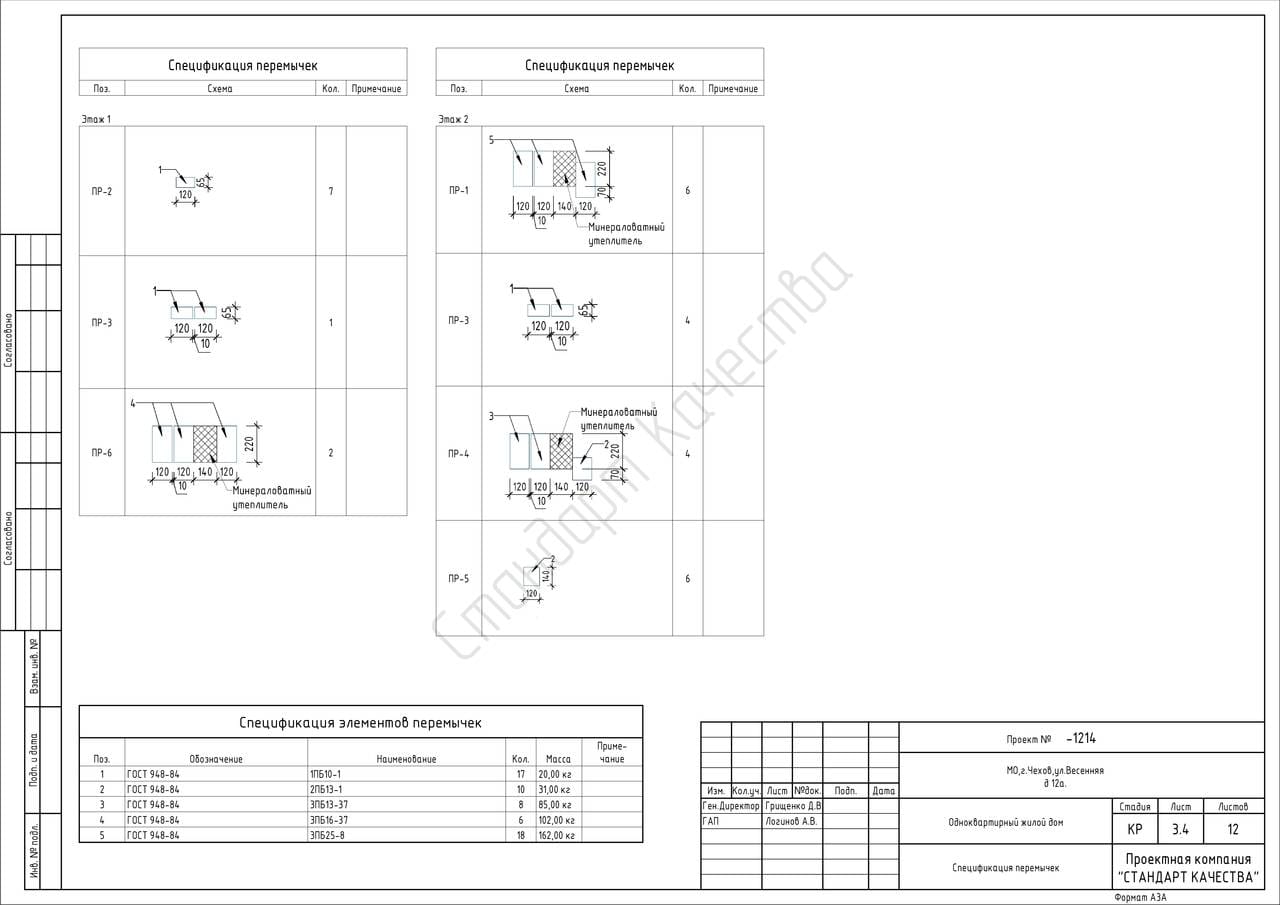 Спецификация перемычек
Поз. Схема Кол. Примечание
Этаж 1
ПР-2 1 65 120 7
ПР-3 1 65 120 120 10 1
ПР-6 4 220 120 120 140 120 10 2
Минераловатный
утеплитель
Спецификация перемычек
Поз. Схема Кол. Примечание
Этаж 2
ПР-1 5 220 70 120 120 140 120 10 6
Минераловатный
утеплитель
ПР-3 1 65 120 120 10 4
ПР-4 3 2 220 70 120 120 140 120 10 4
Минераловатный
утеплитель
ПР-5 2 140 120 6
Стандарт Качества
Спецификация элементов перемычек
Поз. Обозначение Наименование Кол. Масса Приме-
чание
1 ГОСТ 948-84 1ПБ10-1 17 20,00 кг
2 ГОСТ 948-84 2ПБ13-1 10 31,00 кг
3 ГОСТ 948-84 3ПБ13-37 8 85,00 кг
4 ГОСТ 948-84 3ПБ16-37 6 102,00 кг
5 ГОСТ 948-84 3ПБ25-8 18 162,00 кг
Согласовано
Согласовано
Взам. инв. №
Подп. и дата
Инв. № подл.
Проект № -1214
МО,г.Чехов,ул.Весенняя
д 12а.
Изм. Кол.уч. Лист №док. Подп. Дата
Ген.Директор Грищенко Д.В
ГАП Логинов А.В.
Одноквартирный жилой дом
Стадия Лист Листов
КР 3.4 12
Спецификация перемычек
Проектная компания
"СТАНДАРТ КАЧЕСТВА"
Формат А3А